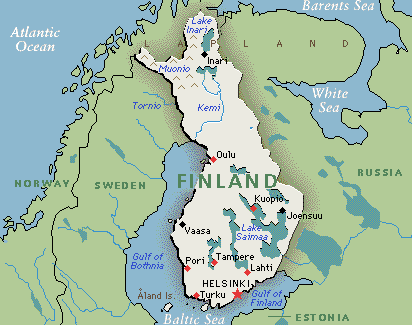 Barents Sea
Atlantic
Ocean
Lake
Inari
LAPLAND
Inari
Muonio
White
Sea
Tornio
Kemi
Oulu
RUSSIA
NORWAY
SWEDEN
FINLAND
Kuopio
Joensuu
Vaasa
Lake
Saimaa
Gulf of
Bothnia
Pori
Tampere
Lahti
HELSINKI
Åland Is.
Turku
Gulf of
Finland
Baltic Sea
ESTONIA